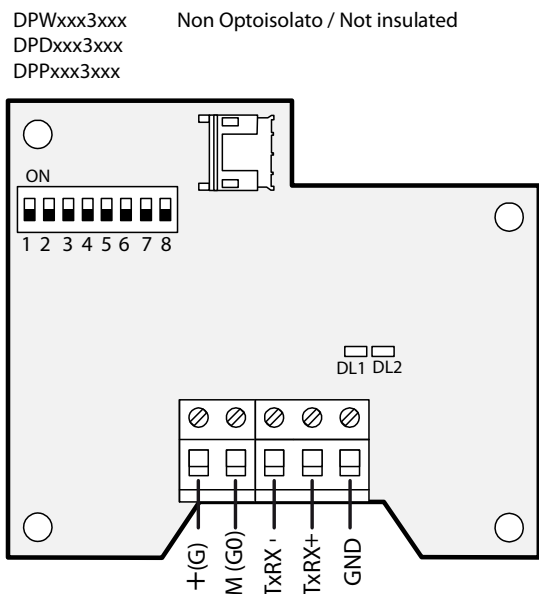 DPWxxx3xxx Non Optoisolato / Not insulated
DPDxxx3xxx
DPPxxx3xxx
ON
1 2 3 4 5 6 7 8
DL1 DL2
+(G)
M (G0)
TxRX -
TxRX+
GND